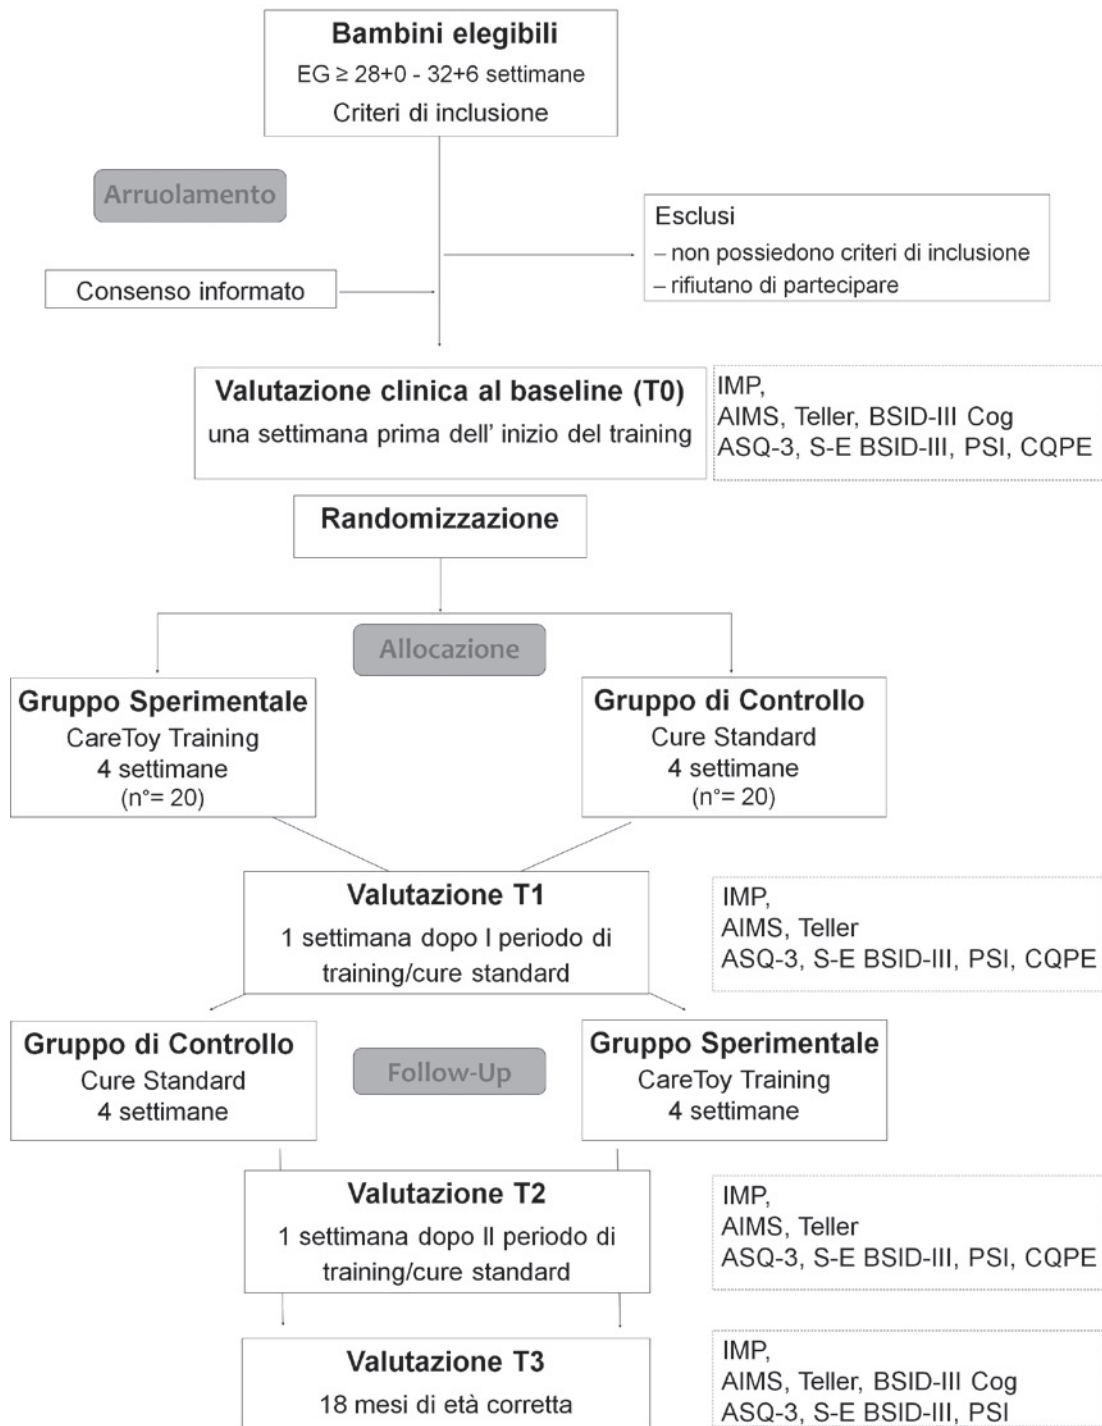 Bambini elegibili
EG ≥ 28+0 - 32+6 settimane
Criteri di inclusione
Arruolamento
Esclusi
– non possiedono criteri di inclusione
– rifiutano di partecipare
Consenso informato
Valutazione clinica al baseline (T0)
una settimana prima dell' inizio del training
IMP,
AIMS, Teller, BSID-III Cog
ASQ-3, S-E BSID-III, PSI, CQPE
Randomizzazione
Allocazione
Gruppo Sperimentale
CareToy Training
4 settimane
(n°= 20)
Gruppo di Controllo
Cure Standard
4 settimane
(n°= 20)
Valutazione T1
1 settimana dopo I periodo di
training/cure standard
IMP,
AIMS, Teller
ASQ-3, S-E BSID-III, PSI, CQPE
Gruppo di Controllo
Cure Standard
4 settimane
Follow-Up
Gruppo Sperimentale
CareToy Training
4 settimane
Valutazione T2
1 settimana dopo II periodo di
training/cure standard
IMP,
AIMS, Teller
ASQ-3, S-E BSID-III, PSI, CQPE
Valutazione T3
18 mesi di età corretta
IMP,
AIMS, Teller, BSID-III Cog
ASQ-3, S-E BSID-III, PSI